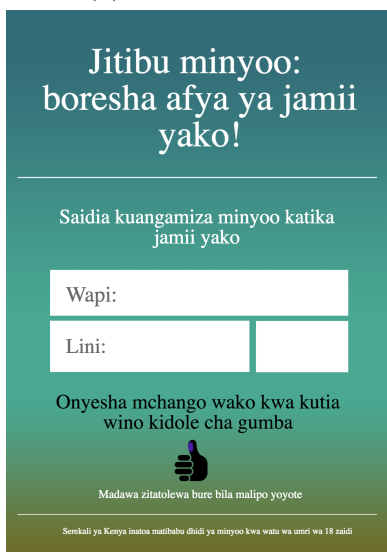 Jitibu minyoo:
boresha afya ya jamii
yako!
Saidia kuangamiza minyoo katika
jamii yako
Wapi:
Lini:
Onyesha mchango wako kwa kutia
wino kidole cha gumba
Madawa zitatolewa bure bila malipo yoyote
Serekali ya Kenya inatoa matibabu dhidi ya minyoo kwa watu wa umri wa 18 zaidi